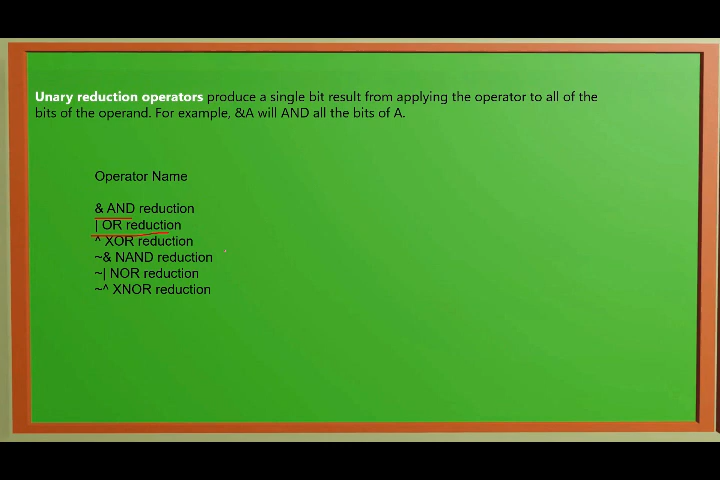 Unary reduction operators produce a single bit result from applying the operator to all of the
bits of the operand. For example, &A will AND all the bits of A.
Operator Name
& AND reduction
| OR reduction
^ XOR reduction
~& NAND reduction
~| NOR reduction
~^ XNOR reduction